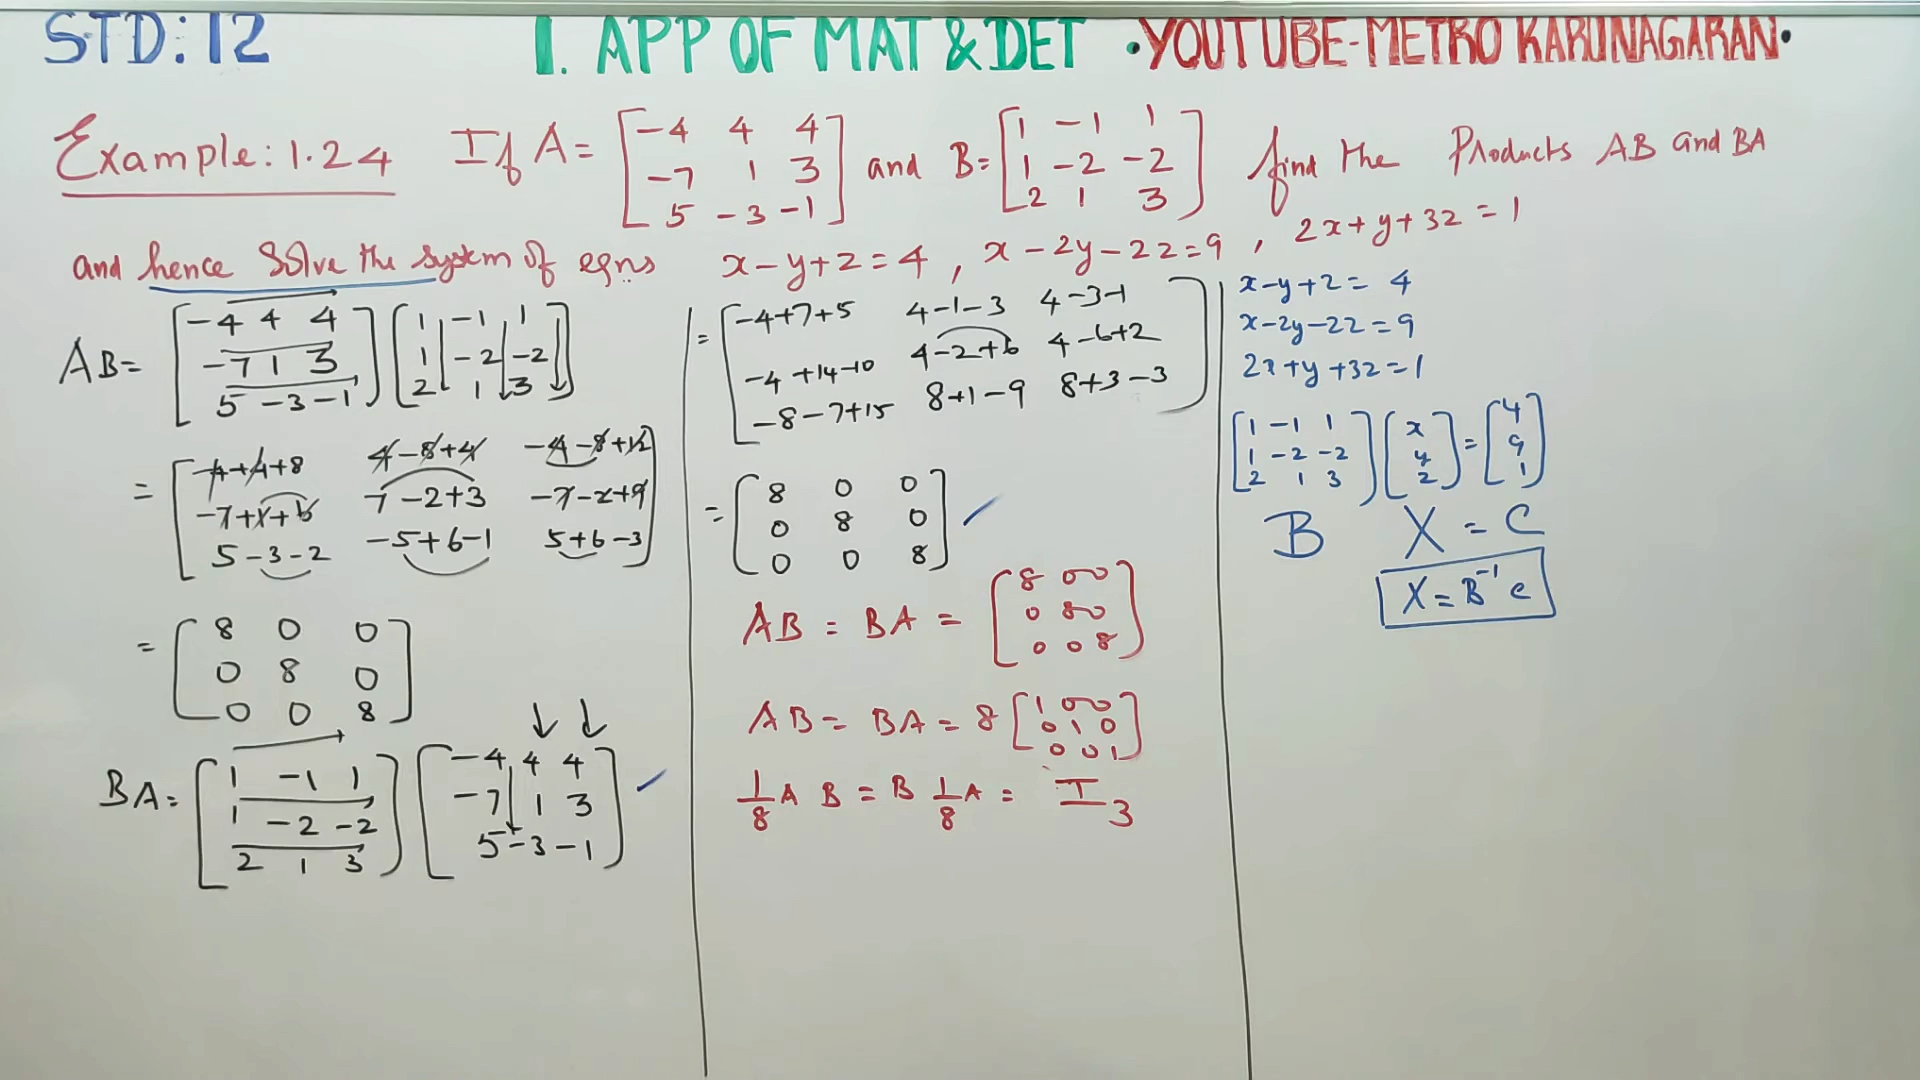 STD: 12 1. APP OF MAT & DET •YOUTUBE-METRO KARUNAGARAN•
Example: 1.24 If A = [-4 4 4; -7 1 3; 5 -3 -1] and B = [1 -1 1; 1 -2 -2; 2 1 3] find the Products AB and BA
and hence Solve the system of eqns x-y+z=4, x-2y-2z=9, 2x+y+3z=1
AB = [-4 4 4; -7 1 3; 5 -3 -1] [1 -1 1; 1 -2 -2; 2 1 3]
= [-4+4+8 4-8+4 -4-8+12; -7+1+6 7-2+3 -7-2+9; 5-3-2 -5+6-1 5+6-3]
= [8 0 0; 0 8 0; 0 0 8]
BA = [1 -1 1; 1 -2 -2; 2 1 3] [-4 4 4; -7 1 3; 5 -3 -1]
= [-4+7+5 4-1-3 4-3-1; -4+14-10 4-2+6 4-6+2; -8-7+15 8+1-9 8+3-3]
= [8 0 0; 0 8 0; 0 0 8]
AB = BA = [8 0 0; 0 8 0; 0 0 8]
AB = BA = 8 [1 0 0; 0 1 0; 0 0 1]
1/8 A B = B 1/8 A = I3
x-y+z = 4
x-2y-2z = 9
2x+y+3z = 1
[1 -1 1; 1 -2 -2; 2 1 3] [x; y; z] = [4; 9; 1]
B X = C
X = B⁻¹ C